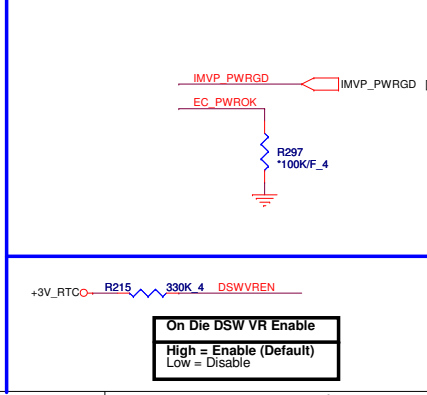 IMVP_PWRGD
IMVP_PWRGD
EC_PWROK
R297
*100K/F_4
+3V_RTC
R215
330K_4
DSWVREN
On Die DSW VR Enable
High = Enable (Default)
Low = Disable